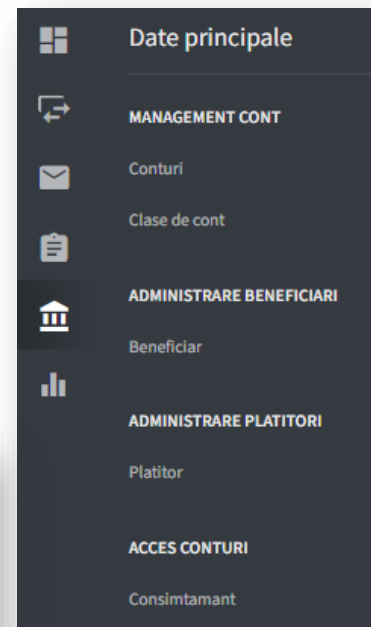 Date principale
MANAGEMENT CONT
Conturi
Clase de cont
ADMINISTRARE BENEFICIARI
Beneficiar
ADMINISTRARE PLATITORI
Platitor
ACCES CONTURI
Consimtamant